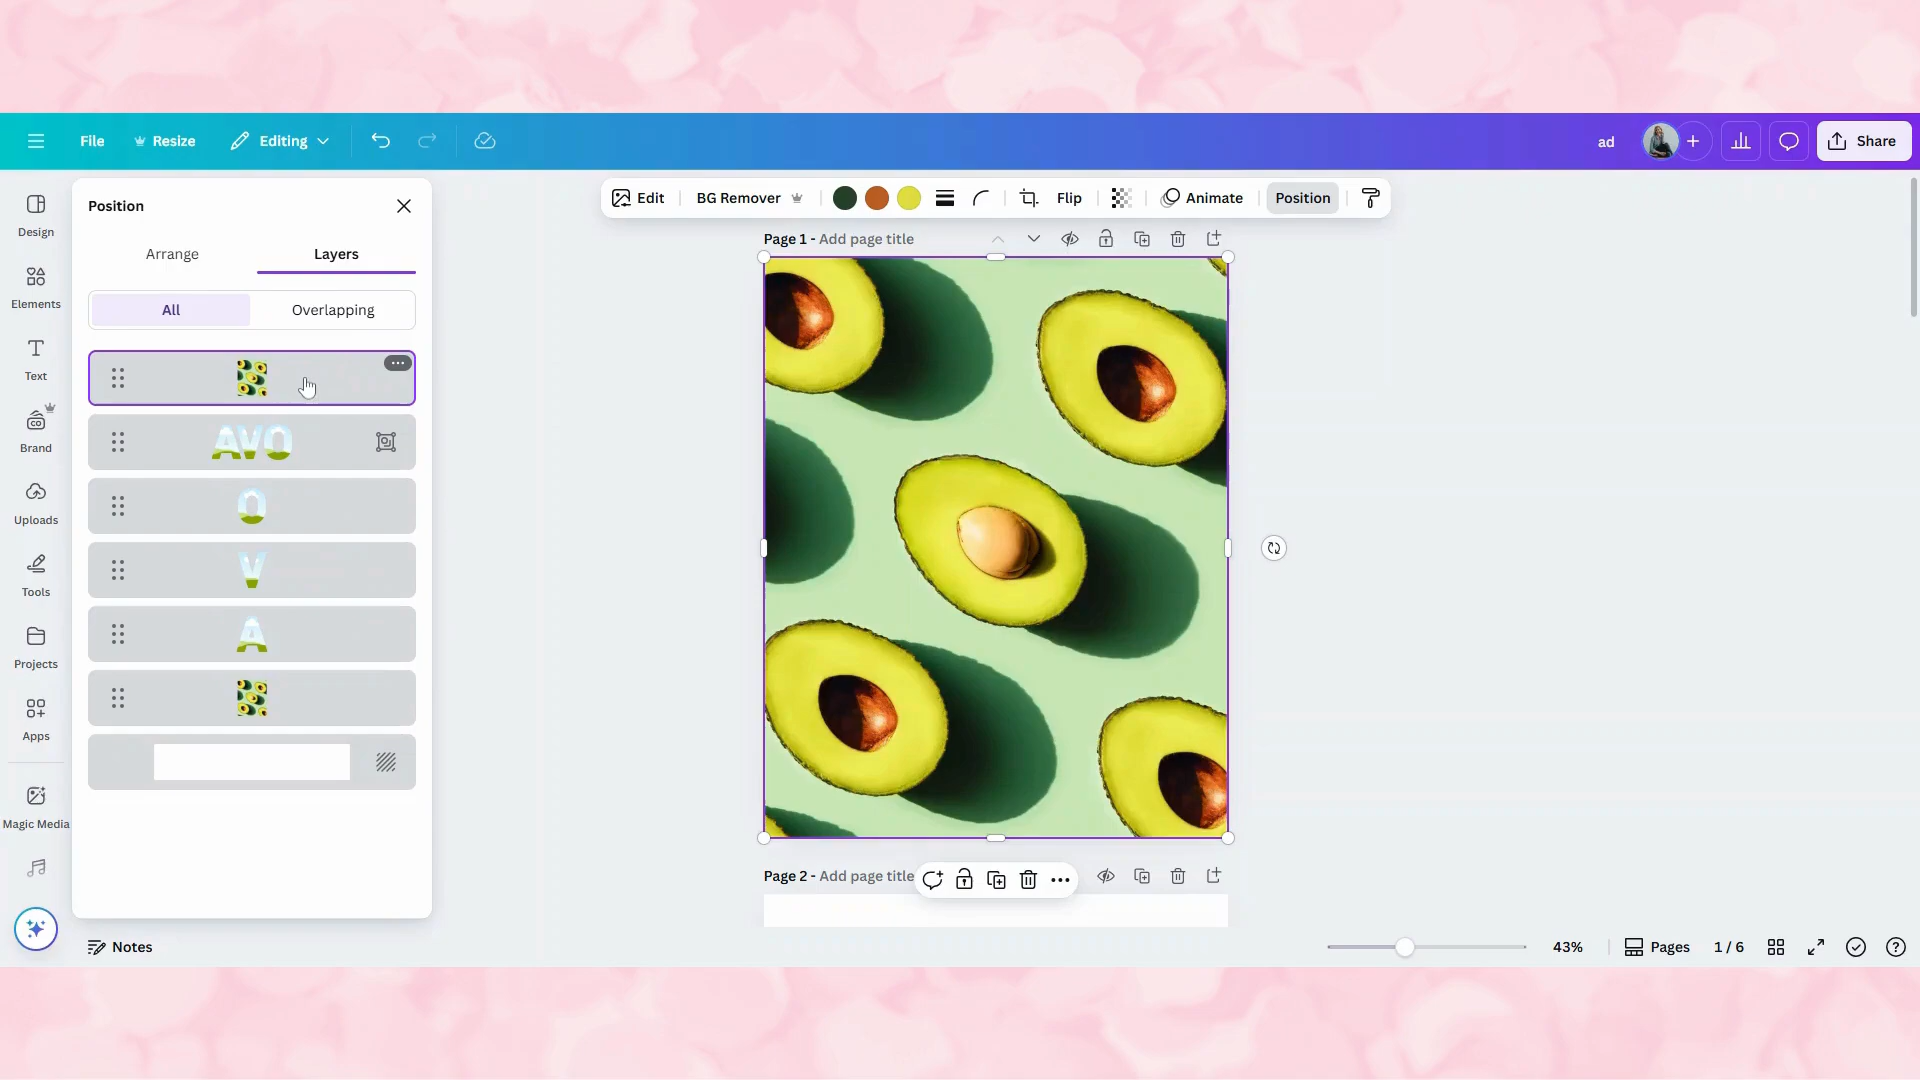 File
Resize
Editing
ad
Share
Design
Elements
Text
Brand
Uploads
Tools
Projects
Apps
Magic Media
Position
Arrange
Layers
All
Overlapping
AVO
O
V
A
Notes
Edit
BG Remover
Flip
Animate
Position
Page 1 - Add page title
Page 2 - Add page title
43%
Pages
1 / 6